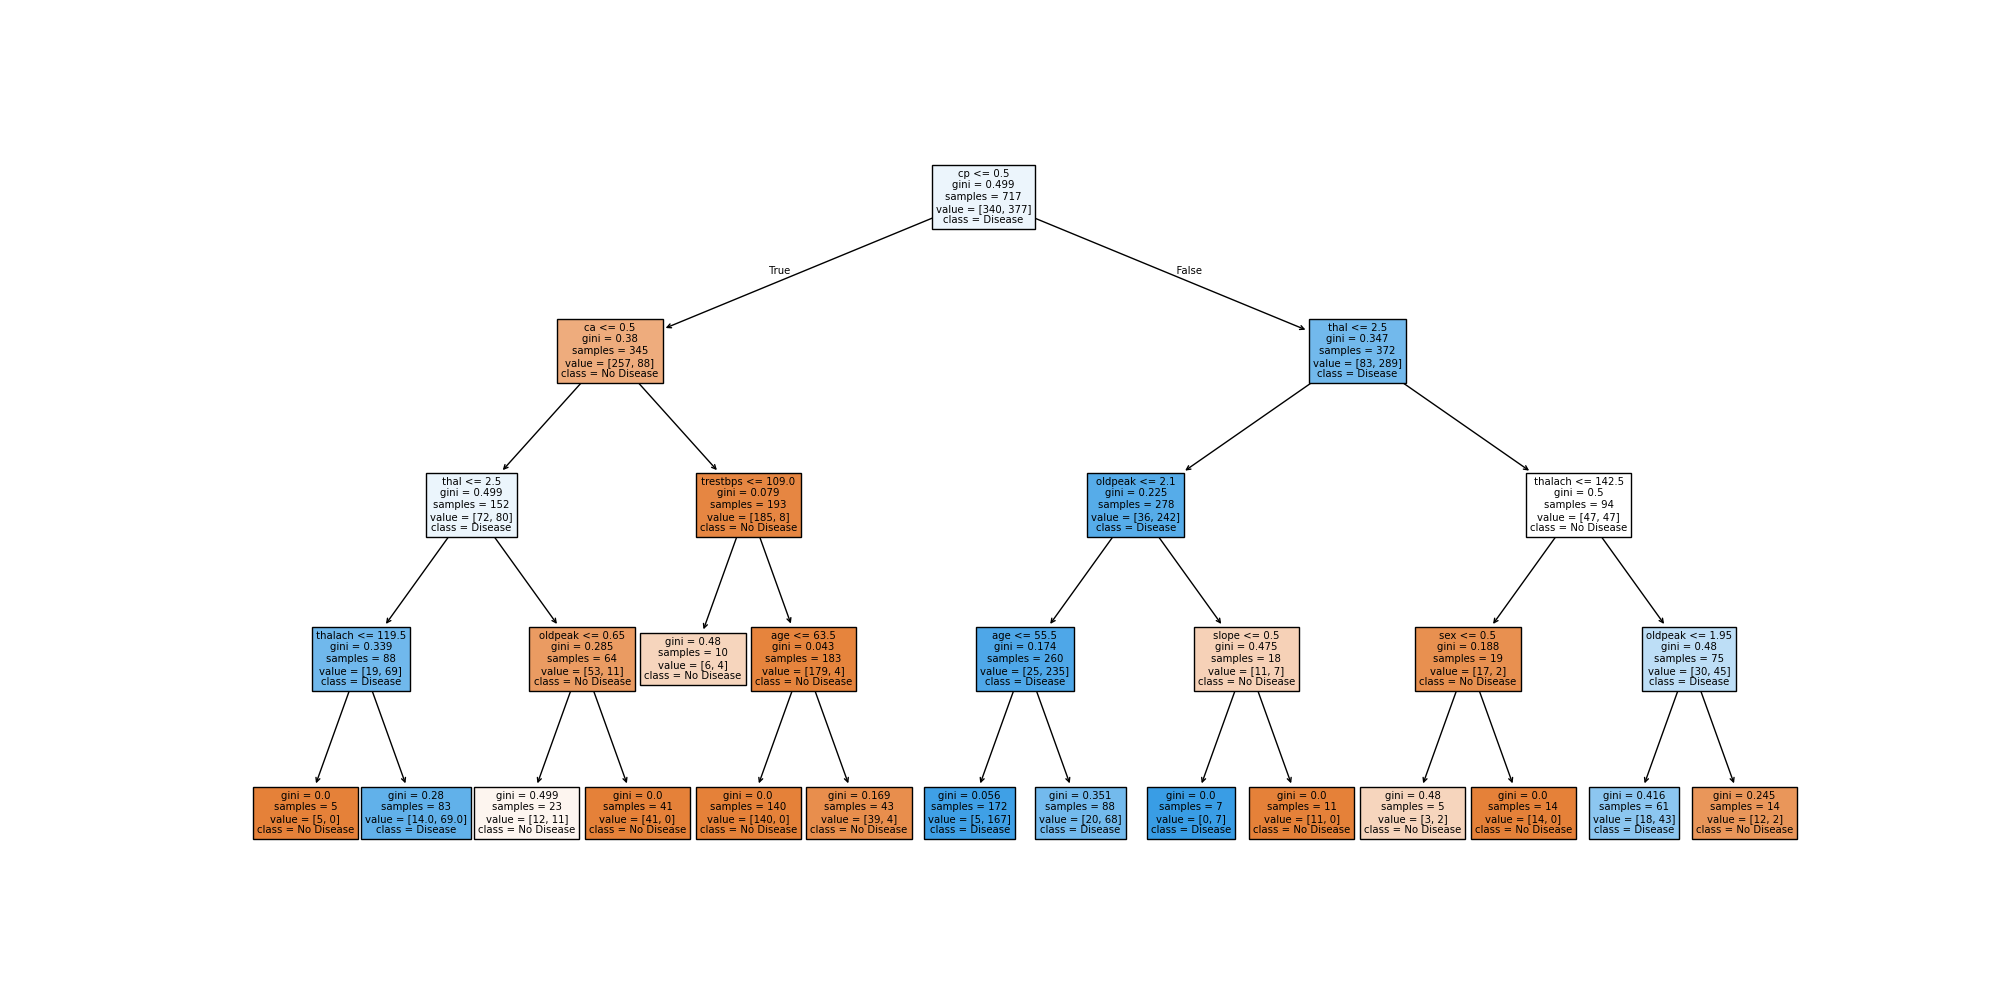 cp <= 0.5
gini = 0.499
samples = 717
value = [340, 377]
class = Disease
True
False
ca <= 0.5
gini = 0.38
samples = 345
value = [257, 88]
class = No Disease
thal <= 2.5
gini = 0.347
samples = 372
value = [83, 289]
class = Disease
thal <= 2.5
gini = 0.499
samples = 152
value = [72, 80]
class = Disease
trestbps <= 109.0
gini = 0.079
samples = 193
value = [185, 8]
class = No Disease
oldpeak <= 2.1
gini = 0.225
samples = 278
value = [36, 242]
class = Disease
thalach <= 142.5
gini = 0.5
samples = 94
value = [47, 47]
class = No Disease
thalach <= 119.5
gini = 0.339
samples = 88
value = [19, 69]
class = Disease
oldpeak <= 0.65
gini = 0.285
samples = 64
value = [53, 11]
class = No Disease
gini = 0.48
samples = 10
value = [6, 4]
class = No Disease
age <= 63.5
gini = 0.043
samples = 183
value = [179, 4]
class = No Disease
age <= 55.5
gini = 0.174
samples = 260
value = [25, 235]
class = Disease
slope <= 0.5
gini = 0.475
samples = 18
value = [11, 7]
class = No Disease
sex <= 0.5
gini = 0.188
samples = 19
value = [17, 2]
class = No Disease
oldpeak <= 1.95
gini = 0.48
samples = 75
value = [30, 45]
class = Disease
gini = 0.0
samples = 5
value = [5, 0]
class = No Disease
gini = 0.28
samples = 83
value = [14.0, 69.0]
class = Disease
gini = 0.499
samples = 23
value = [12, 11]
class = No Disease
gini = 0.0
samples = 41
value = [41, 0]
class = No Disease
gini = 0.0
samples = 140
value = [140, 0]
class = No Disease
gini = 0.169
samples = 43
value = [39, 4]
class = No Disease
gini = 0.056
samples = 172
value = [5, 167]
class = Disease
gini = 0.351
samples = 88
value = [20, 68]
class = Disease
gini = 0.0
samples = 7
value = [0, 7]
class = Disease
gini = 0.0
samples = 11
value = [11, 0]
class = No Disease
gini = 0.48
samples = 5
value = [3, 2]
class = No Disease
gini = 0.0
samples = 14
value = [14, 0]
class = No Disease
gini = 0.416
samples = 61
value = [18, 43]
class = Disease
gini = 0.245
samples = 14
value = [12, 2]
class = No Disease